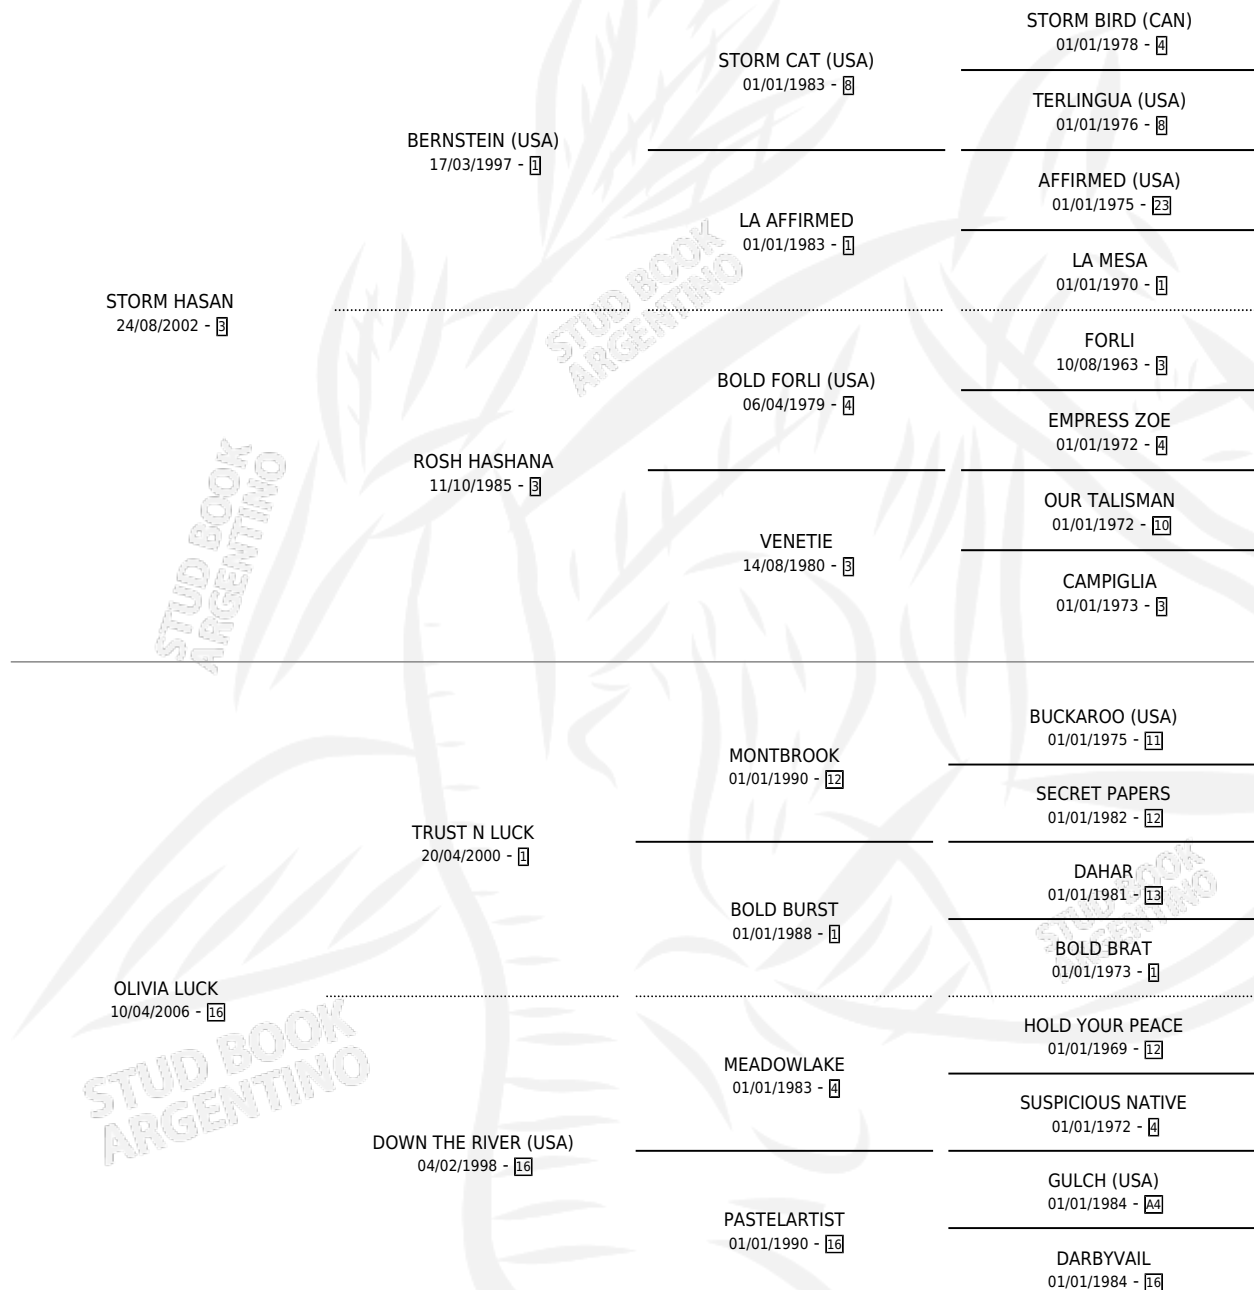 STORM BIRD (CAN)
01/01/1978 - 4
STORM CAT (USA)
01/01/1983 - 8
TERLINGUA (USA)
01/01/1976 - 8
BERNSTEIN (USA)
17/03/1997 - 1
AFFIRMED (USA)
01/01/1975 - 23
LA AFFIRMED
01/01/1983 - 1
LA MESA
01/01/1970 - 1
STORM HASAN
24/08/2002 - 3
FORLI
10/08/1963 - 3
BOLD FORLI (USA)
06/04/1979 - 4
EMPRESS ZOE
01/01/1972 - 4
ROSH HASHANA
11/10/1985 - 3
OUR TALISMAN
01/01/1972 - 10
VENETIE
14/08/1980 - 3
CAMPIGLIA
01/01/1973 - 3
STUD BOOK
ARGENTINO
STUD BOOK
ARGENTINO
BUCKAROO (USA)
01/01/1975 - 11
MONTBROOK
01/01/1990 - 12
SECRET PAPERS
01/01/1982 - 12
TRUST N LUCK
20/04/2000 - 1
DAHAR
01/01/1981 - 13
BOLD BURST
01/01/1988 - 1
BOLD BRAT
01/01/1973 - 1
STUD BOOK
ARGENTINO
OLIVIA LUCK
10/04/2006 - 16
HOLD YOUR PEACE
01/01/1969 - 12
MEADOWLAKE
01/01/1983 - 4
SUSPICIOUS NATIVE
01/01/1972 - 4
DOWN THE RIVER (USA)
04/02/1998 - 16
GULCH (USA)
01/01/1984 - A4
PASTELARTIST
01/01/1990 - 16
DARBYVAIL
01/01/1984 - 16
STUD BOOK
ARGENTINO